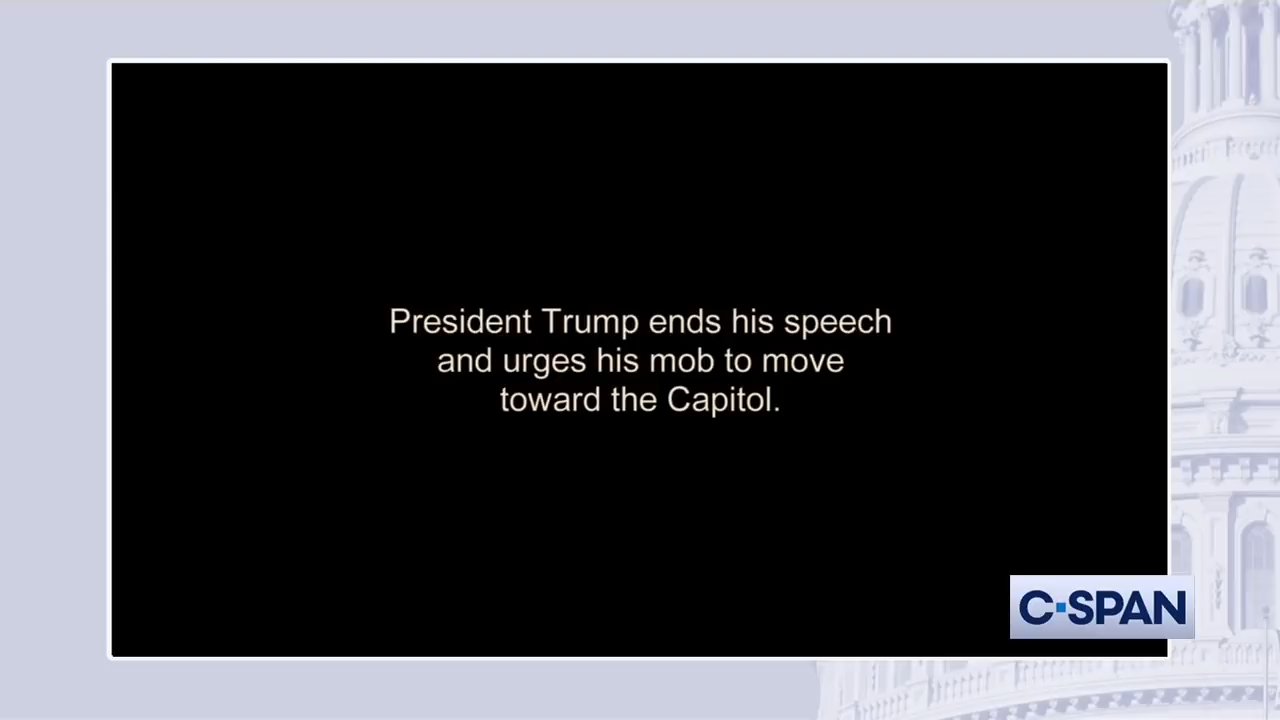 President Trump ends his speech
and urges his mob to move
toward the Capitol.
C-SPAN